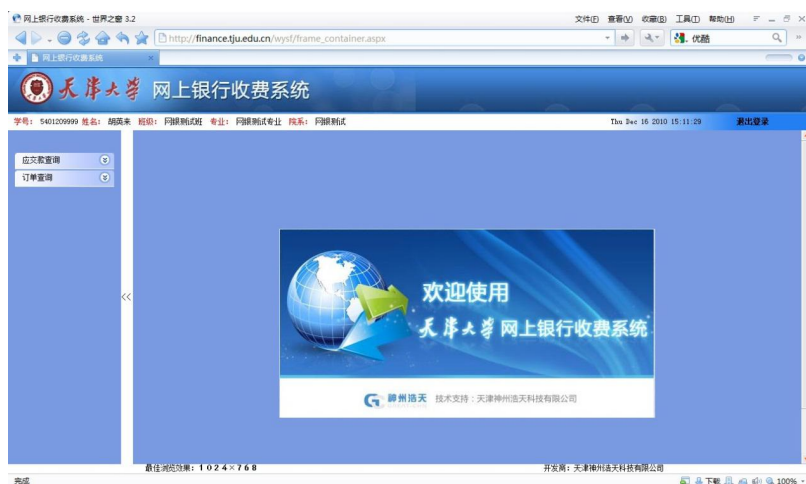 网上银行收费系统 - 世界之窗 3.2
文件(F) 查看(V) 收藏(B) 工具(T) 帮助(H)
http://finance.tju.edu.cn/wysf/frame_container.aspx
优酷
网上银行收费系统
天津大学 网上银行收费系统
学号: 5401209999 姓名: 胡英来 班级: 网银测试班 专业: 网银测试专业 院系: 网银测试
Thu Dec 16 2010 15:11:29
退出登录
应交款查询
订单查询
<<
欢迎使用
天津大学 网上银行收费系统
神州浩天 技术支持:天津神州浩天科技有限公司
最佳浏览效果:1024×768
开发商:天津神州浩天科技有限公司
完成
下载
100%